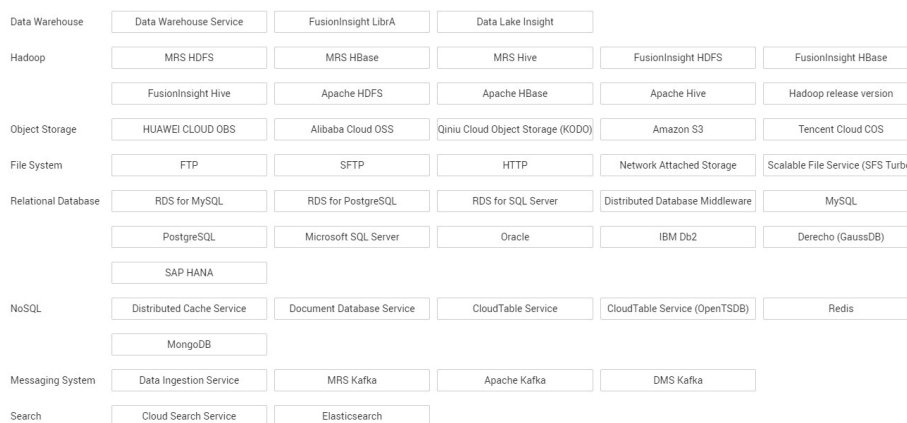 Data Warehouse Data Warehouse Service FusionInsight LibrA Data Lake Insight
Hadoop MRS HDFS MRS HBase MRS Hive FusionInsight HDFS FusionInsight HBase
FusionInsight Hive Apache HDFS Apache HBase Apache Hive Hadoop release version
Object Storage HUAWEI CLOUD OBS Alibaba Cloud OSS Qiniu Cloud Object Storage (KODO) Amazon S3 Tencent Cloud COS
File System FTP SFTP HTTP Network Attached Storage Scalable File Service (SFS Turbo
Relational Database RDS for MySQL RDS for PostgreSQL RDS for SQL Server Distributed Database Middleware MySQL
PostgreSQL Microsoft SQL Server Oracle IBM Db2 Derecho (GaussDB)
SAP HANA
NoSQL Distributed Cache Service Document Database Service CloudTable Service CloudTable Service (OpenTSDB) Redis
MongoDB
Messaging System Data Ingestion Service MRS Kafka Apache Kafka DMS Kafka
Search Cloud Search Service Elasticsearch